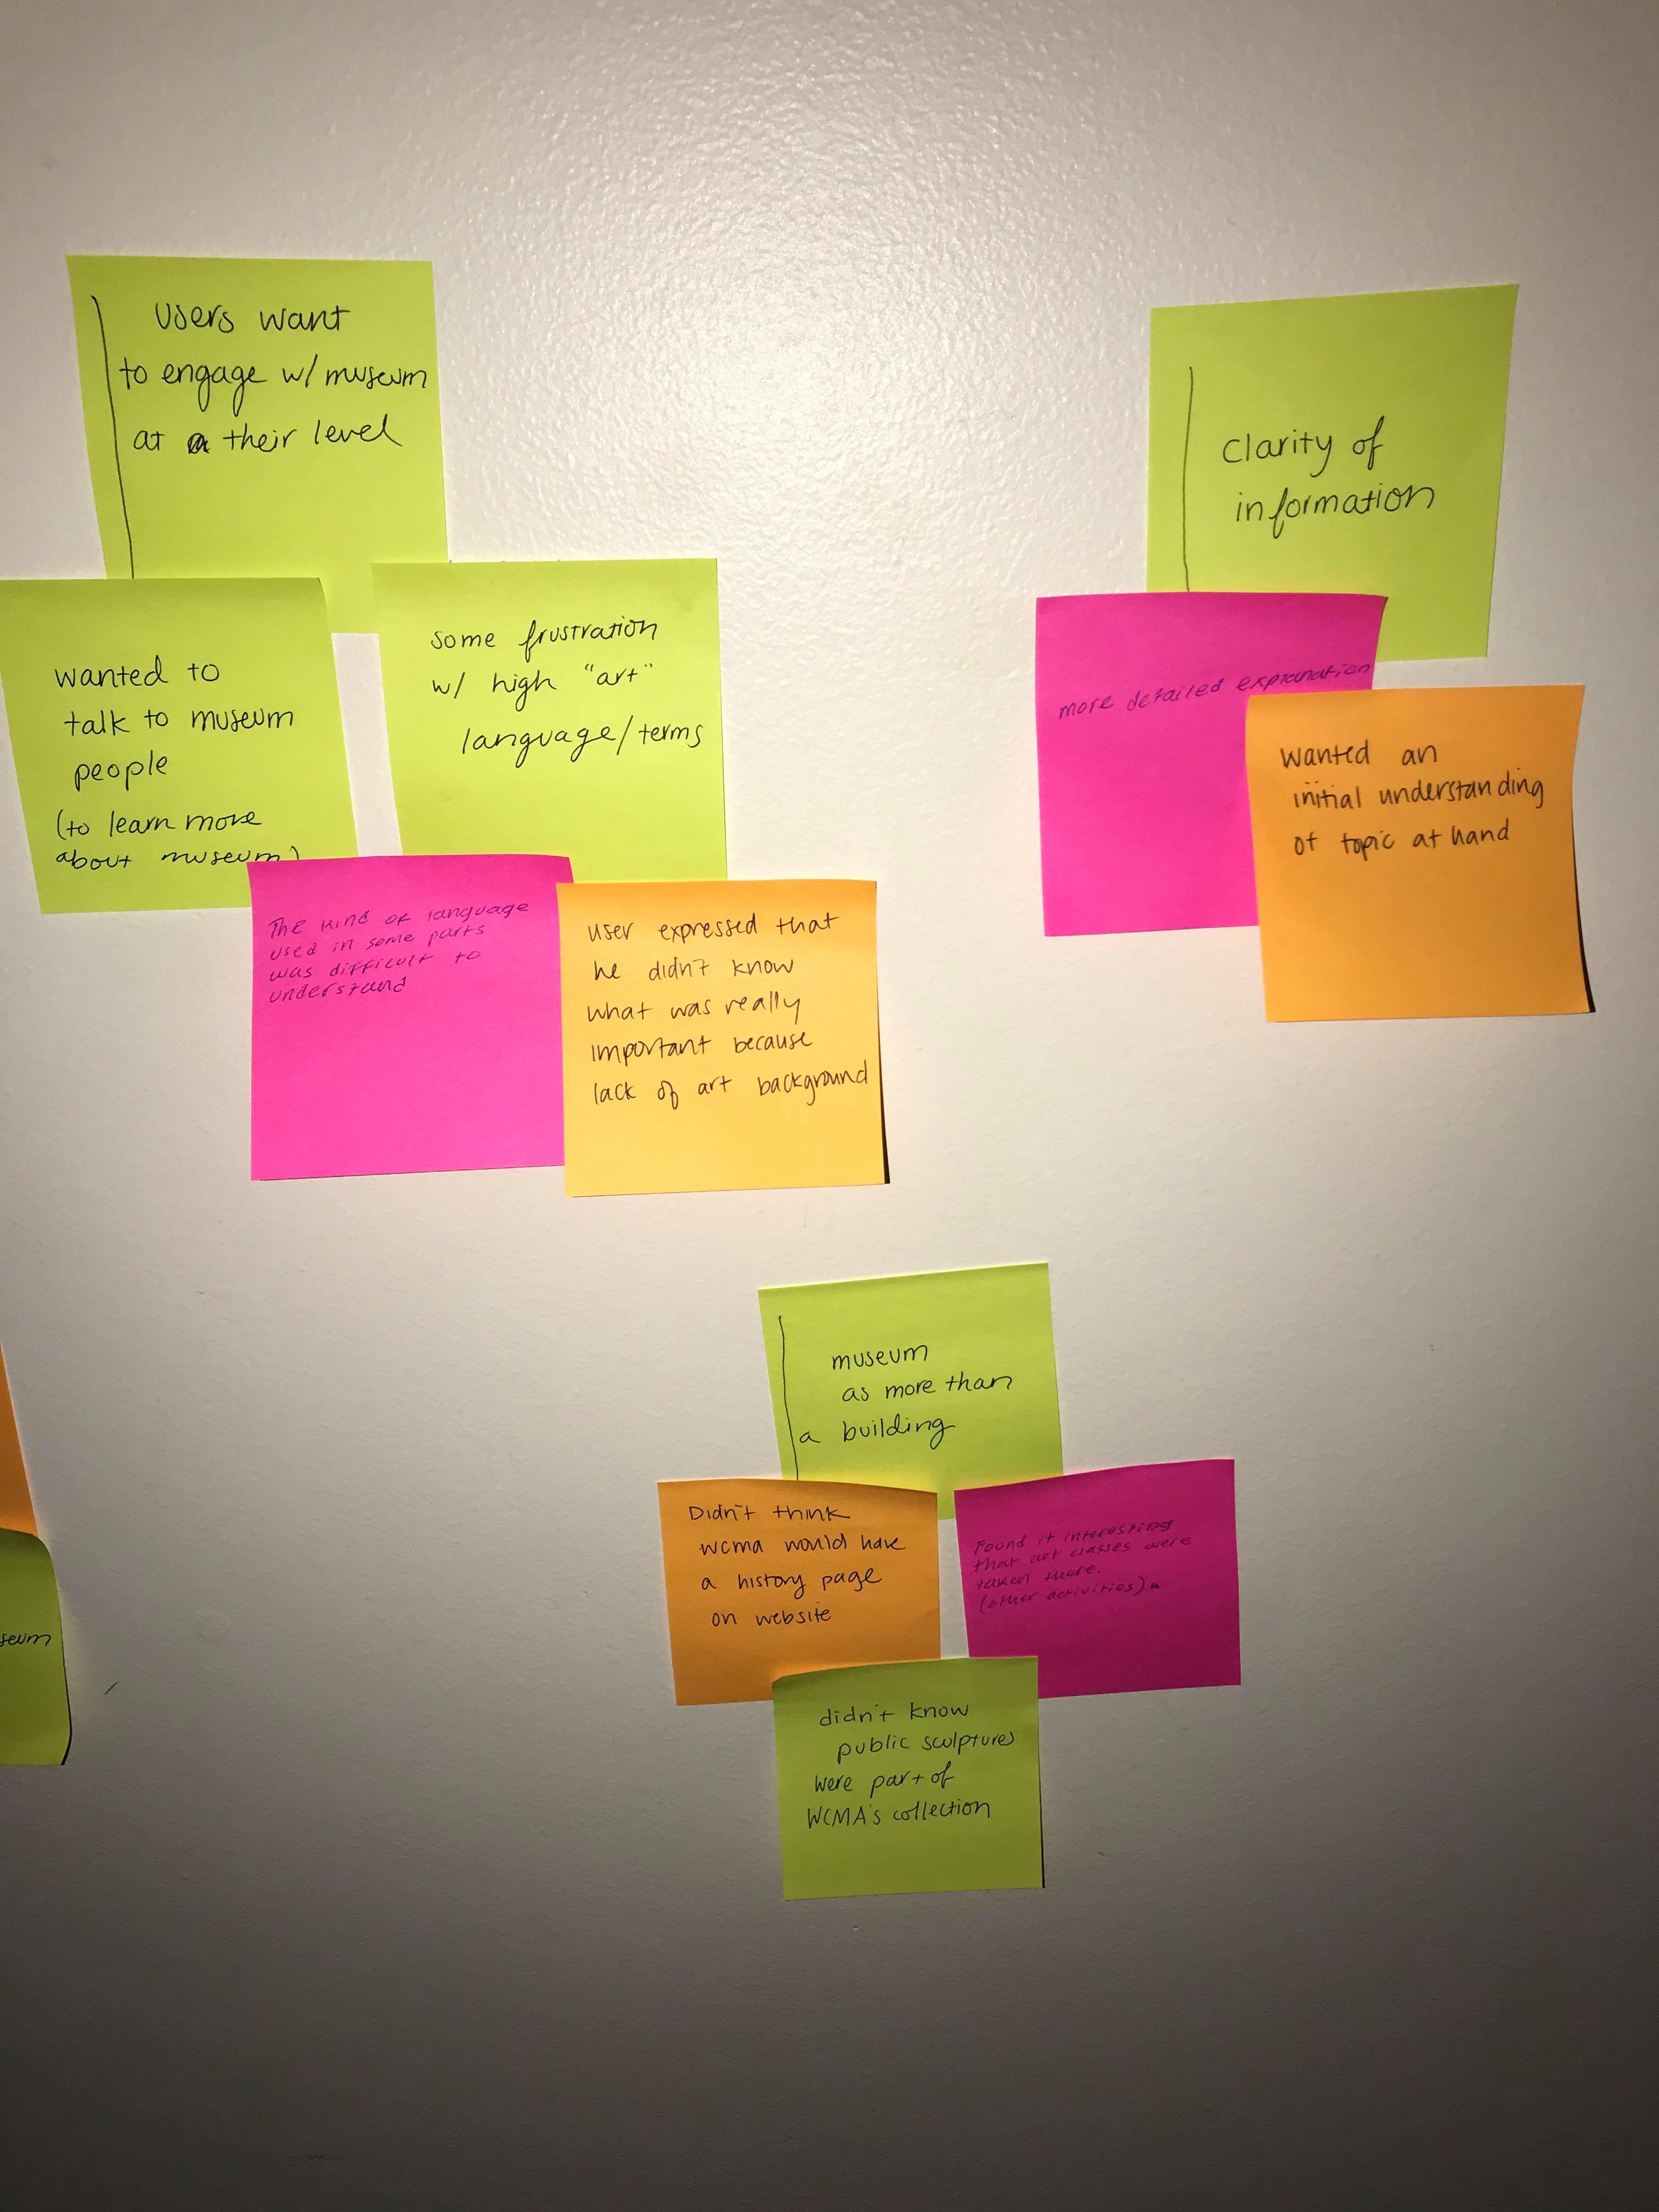 Users want
to engage w/ museum
at a their level
wanted to
talk to museum
people
(to learn more
about museum)
some frustration
w/ high "art"
language/terms
The kind of language
used in some parts
was difficult to
understand
user expressed that
he didn't know
what was really
important because
lack of art background
clarity of
information
more detailed explanation
wanted an
initial understanding
of topic at hand
museum
as more than
a building
Didn't think
wcma would have
a history page
on website
Found it interesting
that art classes were
taken there.
(other activities)
didn't know
public sculptures
were part of
WCMA's collection
seum